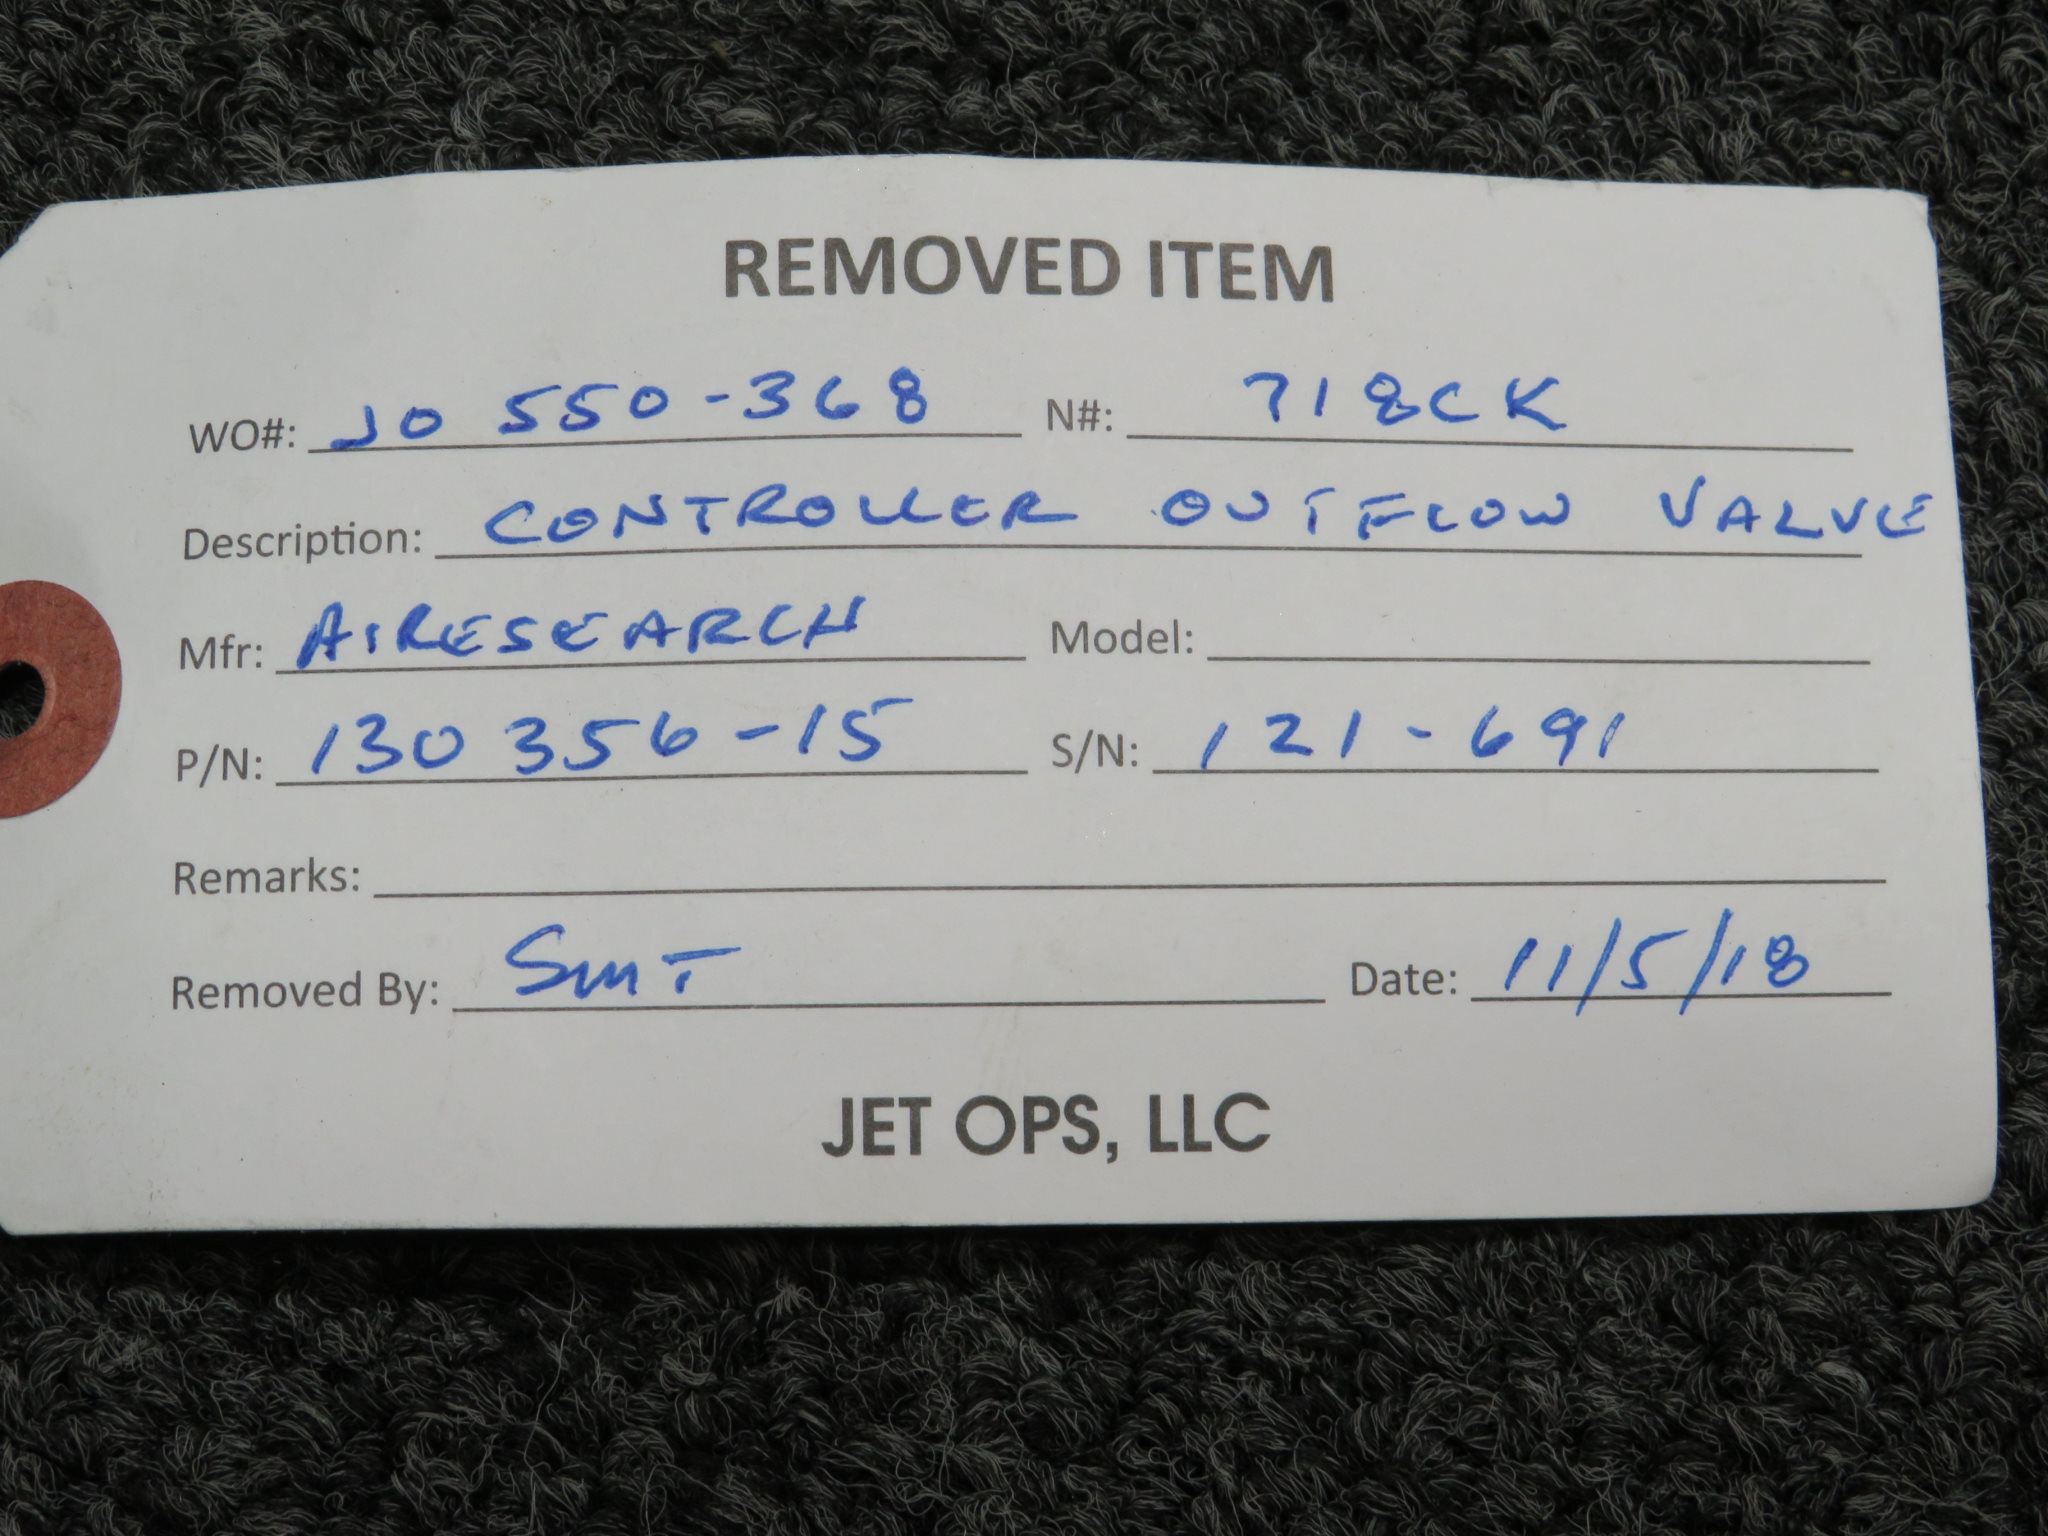 REMOVED ITEM
WO#: JO 550-368 N#: 718CK
Description: CONTROLLER OUTFLOW VALVE
Mfr: AIRESEARCH Model:
P/N: 130356-15 S/N: 121-691
Remarks:
Removed By: SMT Date: 11/5/18
JET OPS, LLC